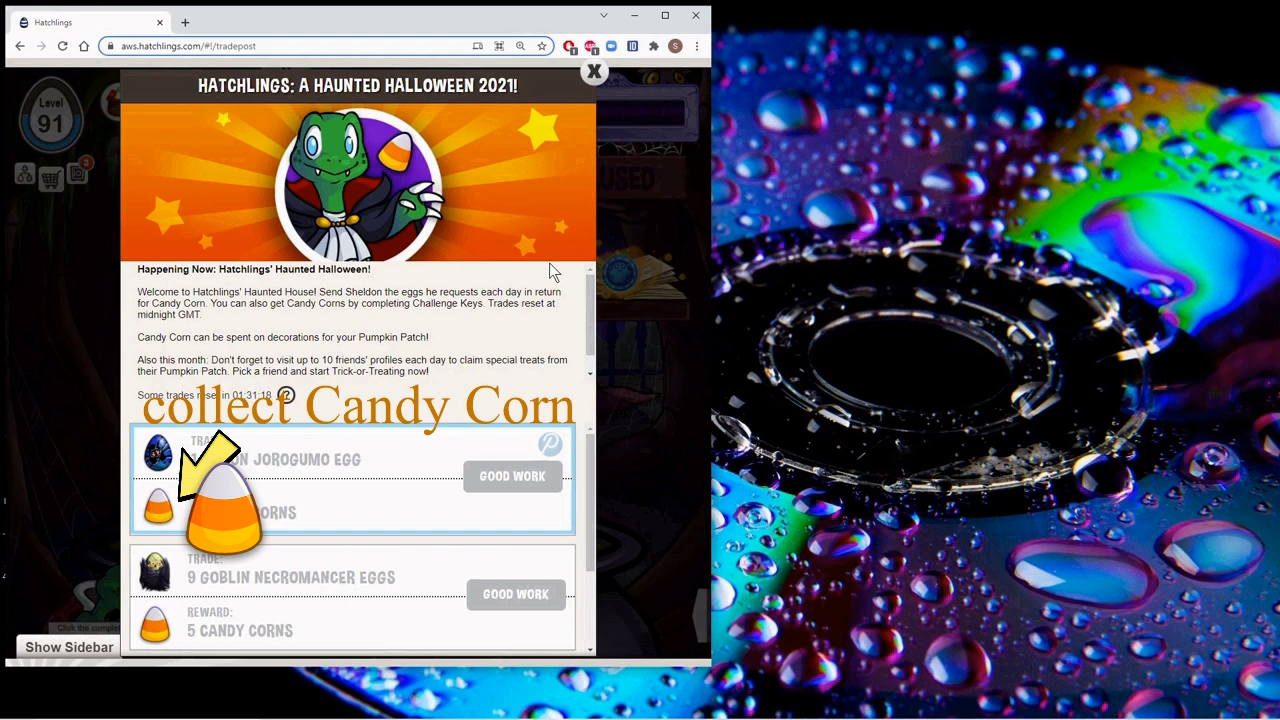 Hatchlings
aws.hatchlings.com/#!/tradepost
Level
91
3
HATCHLINGS: A HAUNTED HALLOWEEN 2021!
X
USED
Happening Now: Hatchlings' Haunted Halloween!
Welcome to Hatchlings' Haunted House! Send Sheldon the eggs he requests each day in return
for Candy Corn. You can also get Candy Corns by completing Challenge Keys. Trades reset at
midnight GMT.
Candy Corn can be spent on decorations for your Pumpkin Patch!
Also this month: Don't forget to visit up to 10 friends' profiles each day to claim special treats from
their Pumpkin Patch. Pick a friend and start Trick-or-Treating now!
Some trades reset in 01:31:18 ?
collect Candy Corn
JOROGUMO EGG
GOOD WORK
TRADE:
9 GOBLIN NECROMANCER EGGS
GOOD WORK
REWARD:
5 CANDY CORNS
Click the
Show Sidebar